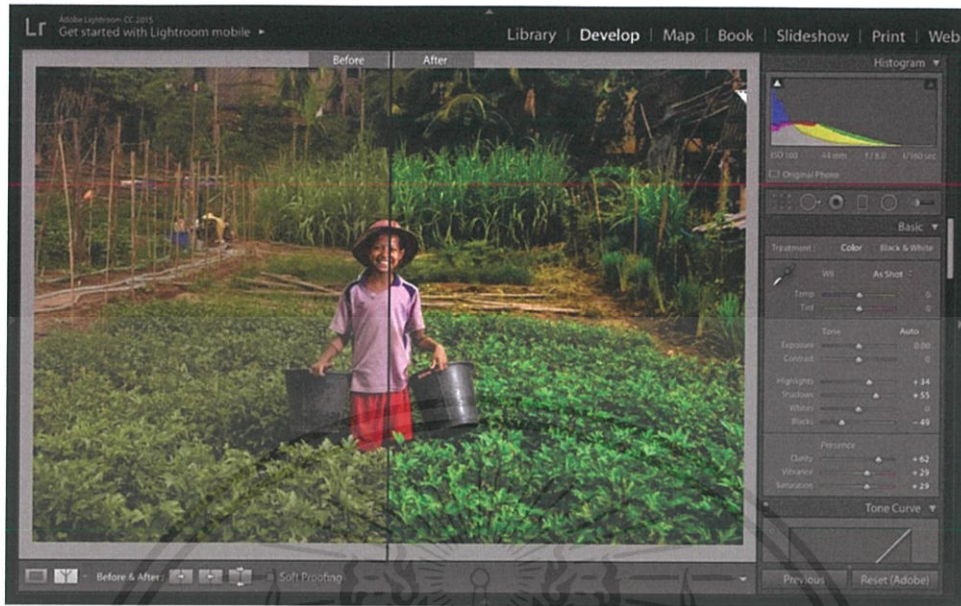 Lr
Adobe Lightroom CC 2015
Get started with Lightroom mobile ▸
Library | Develop | Map | Book | Slideshow | Print | Web
Before After
Histogram
ISO 100 44 mm f / 8.0 1/160 sec
Original Photo
Basic
Treatment : Color Black & White
WB : As Shot
Temp 0
Tint 0
Tone Auto
Exposure 0.00
Contrast 0
Highlights + 34
Shadows + 55
Whites 0
Blacks - 49
Presence
Clarity + 62
Vibrance + 29
Saturation + 29
Tone Curve
Before & After : Soft Proofing
Previous Reset (Adobe)